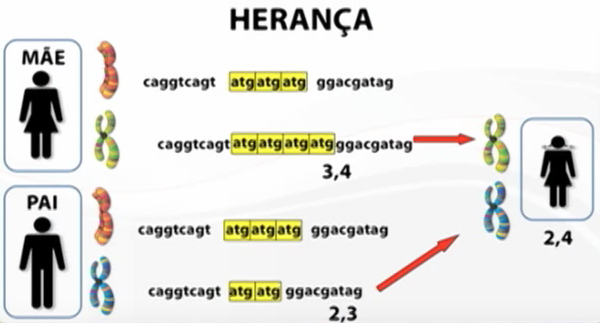 HERANÇA
MÃE
caggtcagt atg atg atg ggacgatag
caggtcagt atg atg atg atg ggacgatag
3,4
PAI
caggtcagt atg atg atg ggacgatag
caggtcagt atg atg ggacgatag
2,3
2,4